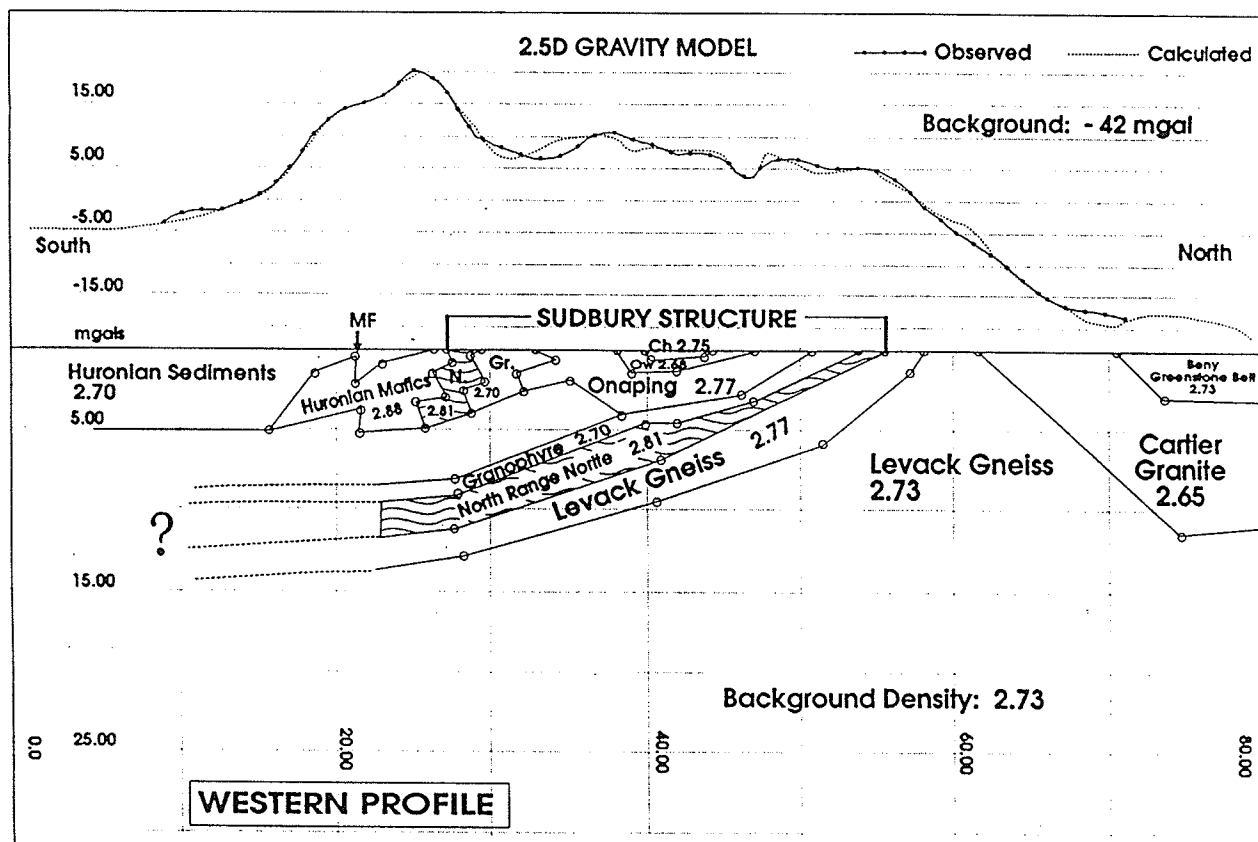 2.5D GRAVITY MODEL
Observed
Calculated
15.00
Background: - 42 mgal
5.00
-5.00
South
North
-15.00
mgals
MF
SUDBURY STRUCTURE
Ch 2.75
Ow 2.68
Huronian Sediments
2.70
Huronian Mafics
2.88
N.
2.81
Gr.
2.70
Onaping 2.77
Beny
Greenstone Belt
2.73
5.00
Granophyre 2.70
North Range Norite 2.81
Levack Gneiss 2.77
Levack Gneiss
2.73
Cartier
Granite
2.65
?
15.00
Background Density: 2.73
25.00
0.0
20.00
40.00
60.00
80.00
WESTERN PROFILE